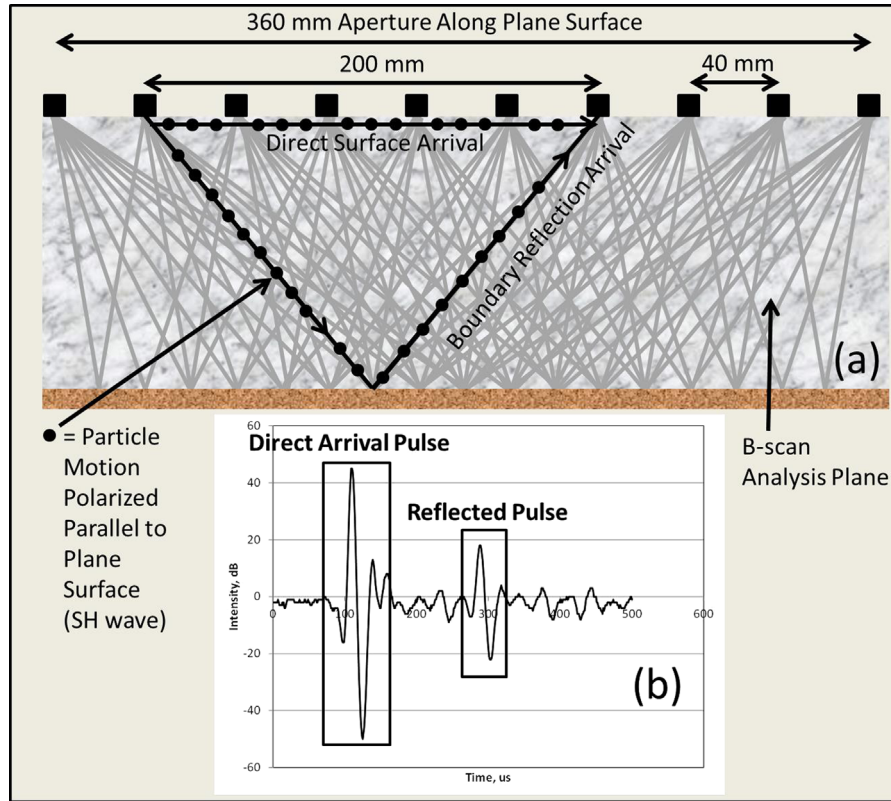 360 mm Aperture Along Plane Surface
200 mm
40 mm
Direct Surface Arrival
Boundary Reflection Arrival
(a)
● = Particle
Motion
Polarized
Parallel to
Plane
Surface
(SH wave)
B-scan
Analysis Plane
Direct Arrival Pulse
Reflected Pulse
Intensity, dB
60
40
20
0
-20
-40
-60
0 100 200 300 400 500 600
Time, us
(b)